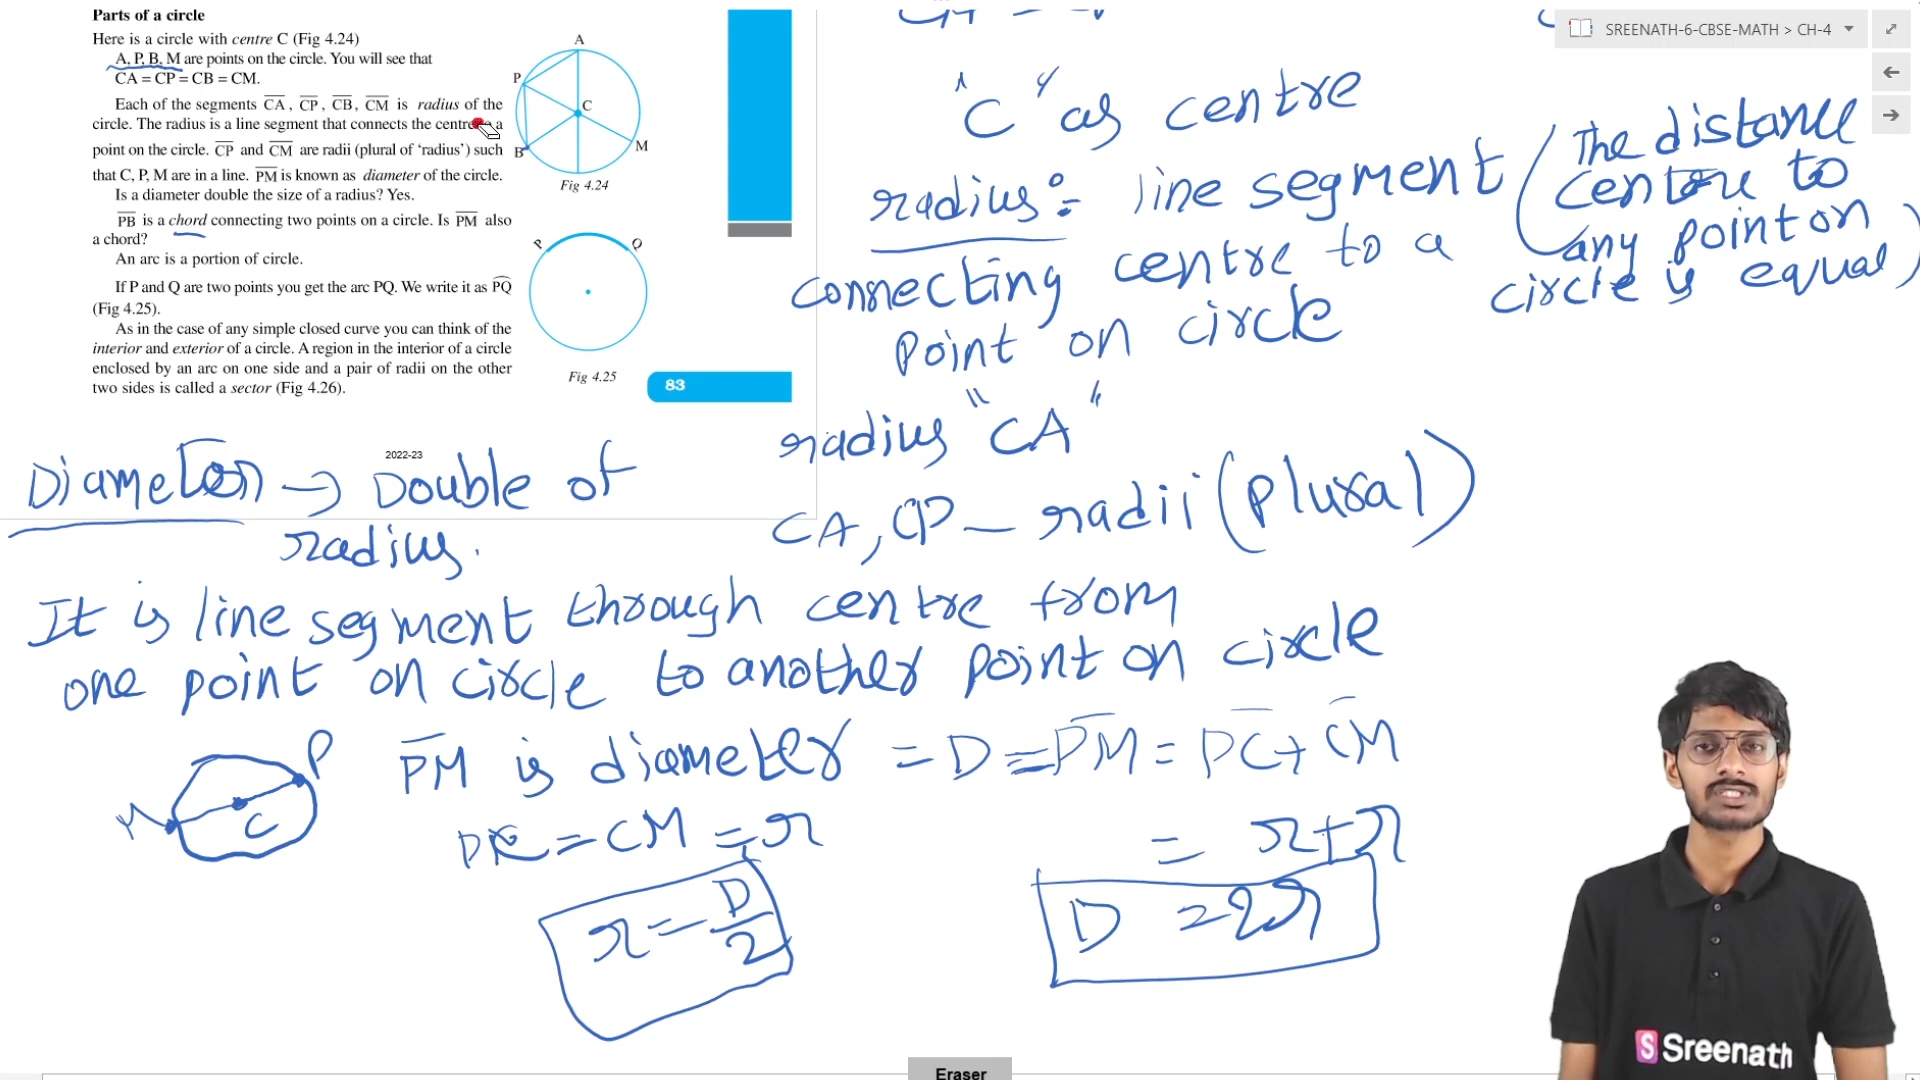 Parts of a circle
Here is a circle with centre C (Fig 4.24)
A, P, B, M are points on the circle. You will see that
CA = CP = CB = CM.
Each of the segments CA, CP, CB, CM is radius of the
circle. The radius is a line segment that connects the centre a
point on the circle. CP and CM are radii (plural of ‘radius’) such
that C, P, M are in a line. PM is known as diameter of the circle.
Is a diameter double the size of a radius? Yes.
PB is a chord connecting two points on a circle. Is PM also
a chord?
An arc is a portion of circle.
If P and Q are two points you get the arc PQ. We write it as PQ
(Fig 4.25).
As in the case of any simple closed curve you can think of the
interior and exterior of a circle. A region in the interior of a circle
enclosed by an arc on one side and a pair of radii on the other
two sides is called a sector (Fig 4.26).
A
P
C
B
M
Fig 4.24
P
Q
Fig 4.25
83
2022-23
SREENATH-6-CBSE-MATH > CH-4
"C" as centre
radius: line segment
connecting centre to a
point on circle
(The distance
centre to
any point on
circle is equal)
radius "CA"
CA, CP - radii (plural)
Diameter → Double of
radius.
It is line segment through centre from
one point on circle to another point on circle
P
M
C
PM is diameter = D = PM = PC + CM
PC = CM = r
= r + r
r = D/2
D = 2r
Sreenath
Eraser